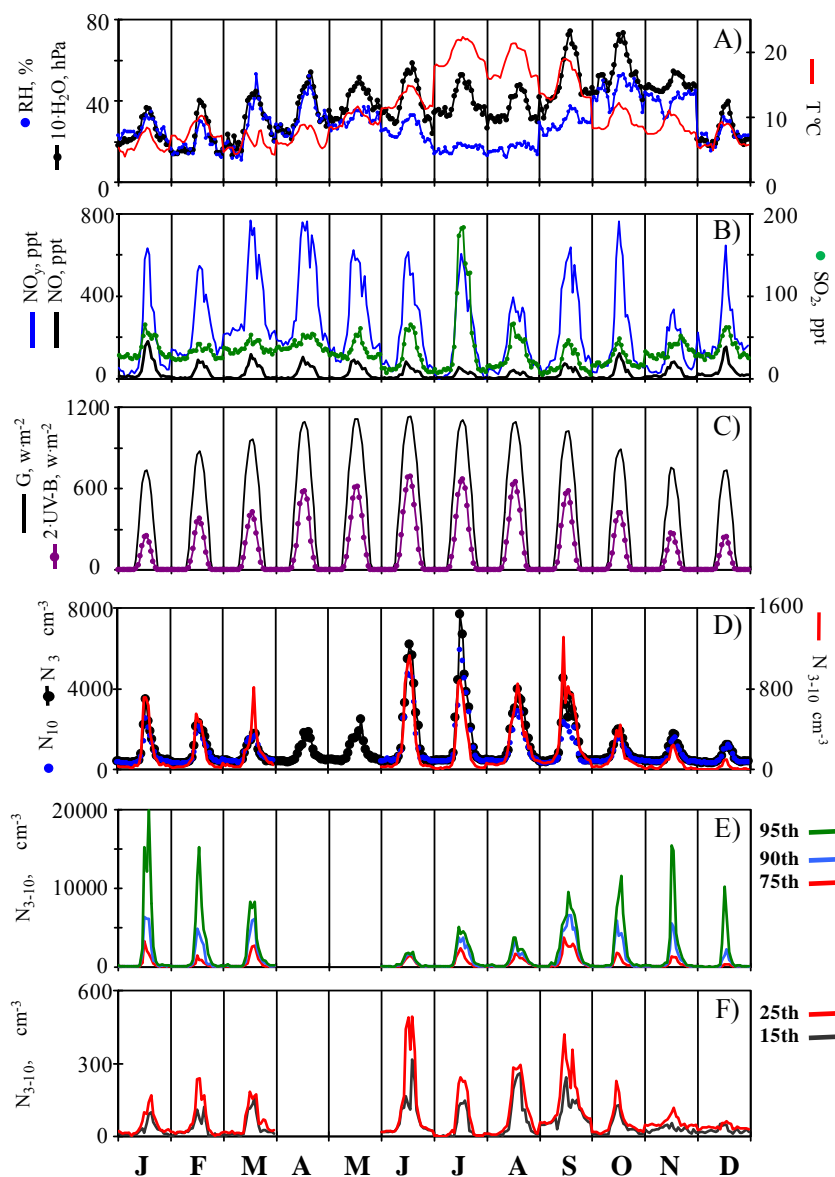 A)
80
40
0
● RH, %
10·H₂O, hPa
20
10
0
T ºC
B)
800
400
0
NOy, ppt
NO, ppt
200
100
0
● SO₂, ppt
C)
1200
600
0
G, w·m⁻²
2·UV-B, w·m⁻²
D)
8000
4000
0
● N₁₀ N₃ cm⁻³
1600
800
0
N₃₋₁₀ cm⁻³
E)
20000
10000
0
N₃₋₁₀, cm⁻³
95th
90th
75th
F)
600
300
0
N₃₋₁₀, cm⁻³
25th
15th
J F M A M J J A S O N D